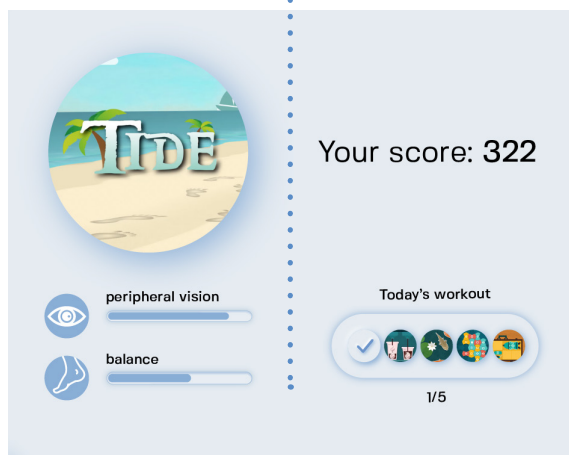 TIDE
peripheral vision
balance
Your score: 322
Today's workout
1/5